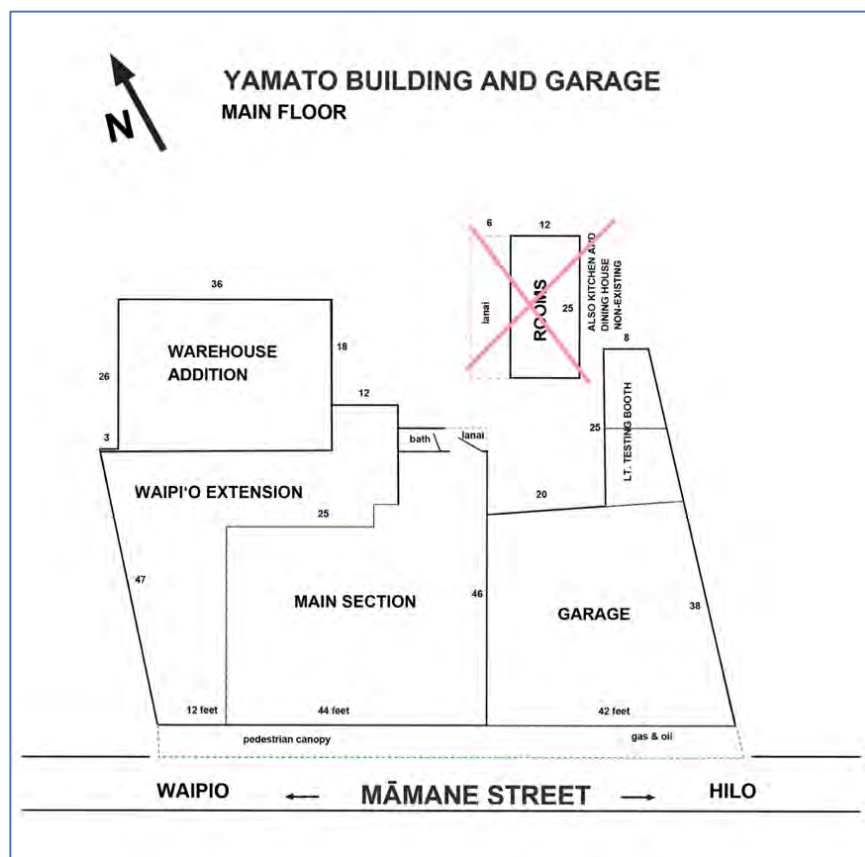 YAMATO BUILDING AND GARAGE
MAIN FLOOR
N
6
12
lanai
ROOMS
25
ALSO KITCHEN AND
DINING HOUSE
NON-EXISTING
36
8
WAREHOUSE
ADDITION
18
26
12
LT. TESTING BOOTH
25
bath
lanai
3
WAIPIʻO EXTENSION
25
20
47
MAIN SECTION
46
GARAGE
38
12 feet
44 feet
42 feet
pedestrian canopy
gas & oil
WAIPIO
MĀMANE STREET
HILO